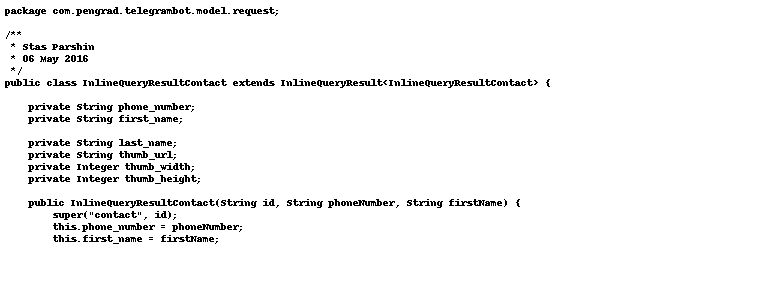 package com.pengrad.telegrambot.model.request;

/**
 * Stas Parshin
 * 06 May 2016
 */
public class InlineQueryResultContact extends InlineQueryResult<InlineQueryResultContact> {

    private String phone_number;
    private String first_name;

    private String last_name;
    private String thumb_url;
    private Integer thumb_width;
    private Integer thumb_height;

    public InlineQueryResultContact(String id, String phoneNumber, String firstName) {
        super("contact", id);
        this.phone_number = phoneNumber;
        this.first_name = firstName;